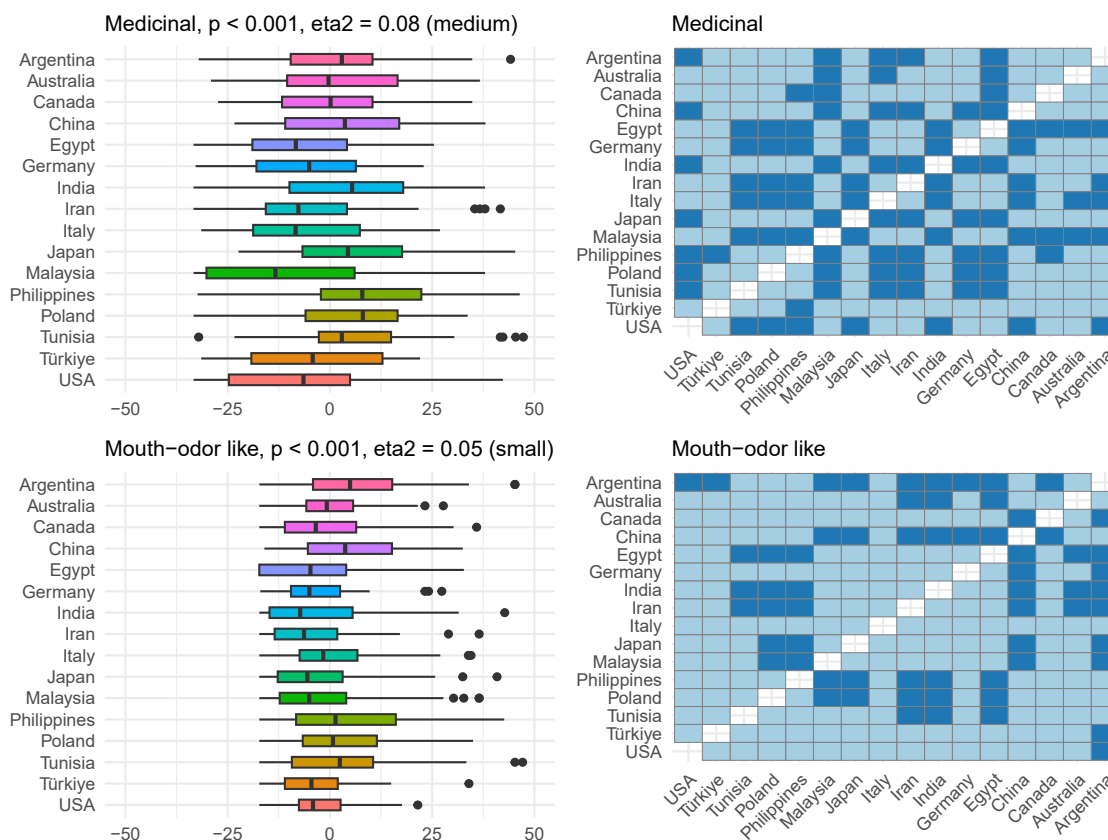 Medicinal, p < 0.001, eta2 = 0.08 (medium)
Argentina
Australia
Canada
China
Egypt
Germany
India
Iran
Italy
Japan
Malaysia
Philippines
Poland
Tunisia
Türkiye
USA
−50 −25 0 25 50
Medicinal
Argentina
Australia
Canada
China
Egypt
Germany
India
Iran
Italy
Japan
Malaysia
Philippines
Poland
Tunisia
Türkiye
USA
USA Türkiye Tunisia Poland Philippines Malaysia Japan Italy Iran India Germany Egypt China Canada Australia Argentina
Mouth−odor like, p < 0.001, eta2 = 0.05 (small)
Argentina
Australia
Canada
China
Egypt
Germany
India
Iran
Italy
Japan
Malaysia
Philippines
Poland
Tunisia
Türkiye
USA
−50 −25 0 25 50
Mouth−odor like
Argentina
Australia
Canada
China
Egypt
Germany
India
Iran
Italy
Japan
Malaysia
Philippines
Poland
Tunisia
Türkiye
USA
USA Türkiye Tunisia Poland Philippines Malaysia Japan Italy Iran India Germany Egypt China Canada Australia Argentina